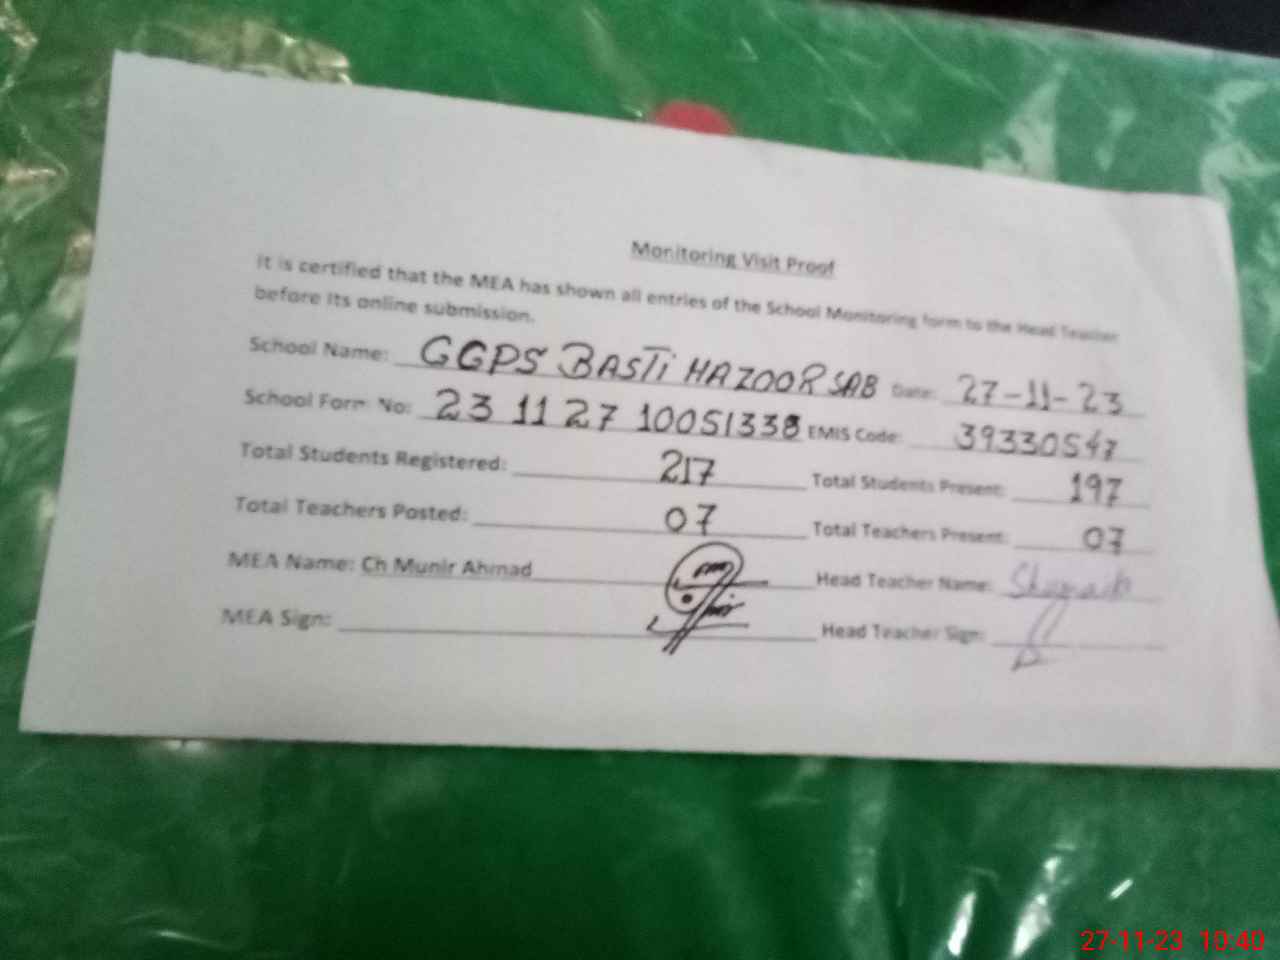 Monitoring Visit Proof
It is certified that the MEA has shown all entries of the School Monitoring form to the Head Teacher
before its online submission.
School Name: GGPS BASTI HAZOOR SAB Date: 27-11-23
School Form No: 23 11 27 10051338 EMIS Code: 39330547
Total Students Registered: 217 Total Students Present: 197
Total Teachers Posted: 07 Total Teachers Present: 07
MEA Name: Ch Munir Ahmad Head Teacher Name:
MEA Sign: Head Teacher Sign:
27-11-23 10:40